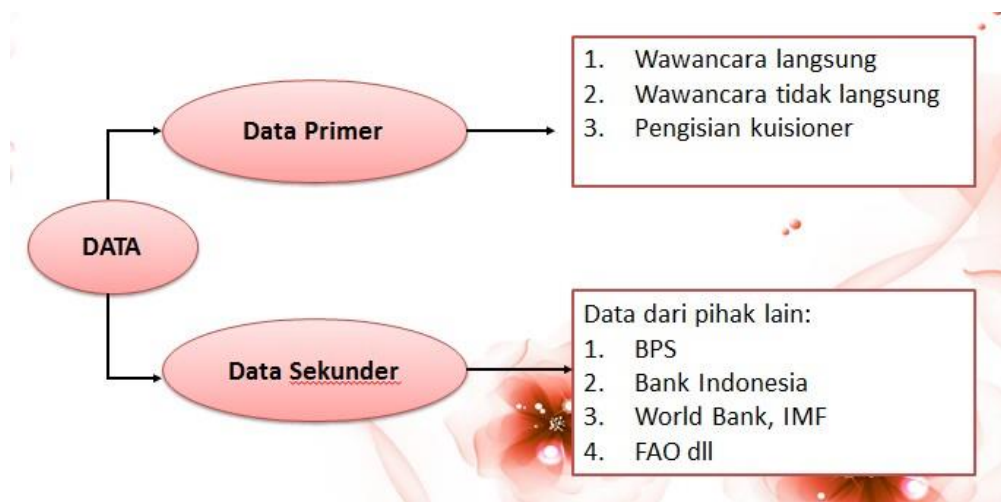 Data Primer
1. Wawancara langsung
2. Wawancara tidak langsung
3. Pengisian kuisioner
DATA
Data Sekunder
Data dari pihak lain:
1. BPS
2. Bank Indonesia
3. World Bank, IMF
4. FAO dll